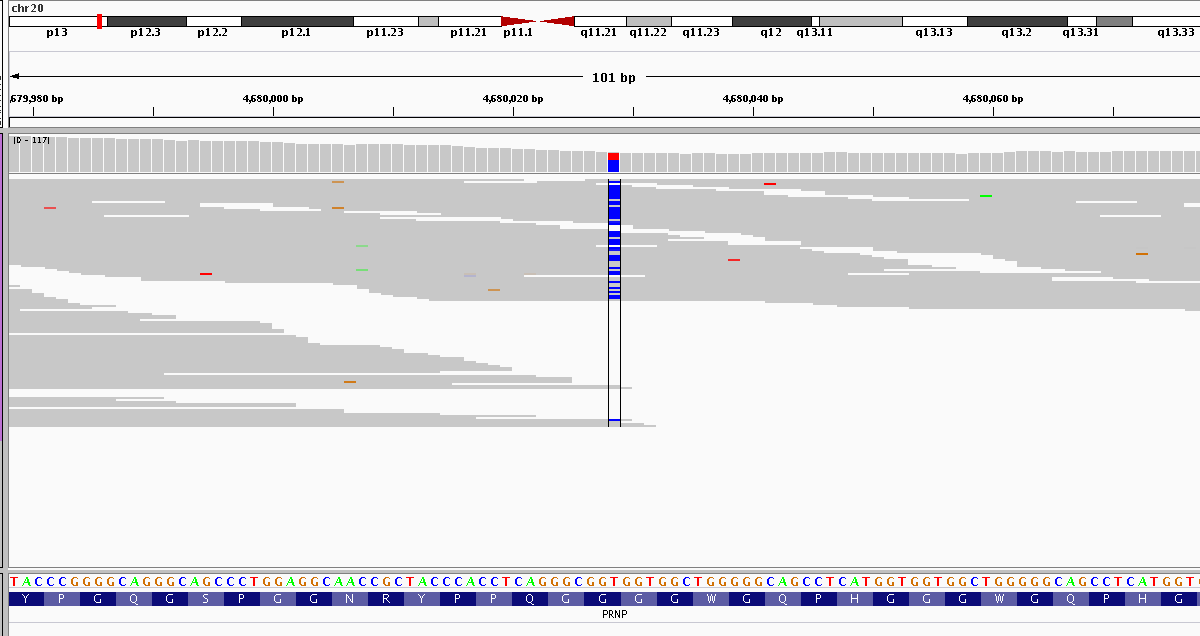 chr20
p13 p12.3 p12.2 p12.1 p11.23 p11.21 p11.1 q11.21 q11.22 q11.23 q12 q13.11 q13.13 q13.2 q13.31 q13.33
101 bp
679,980 bp 4,680,000 bp 4,680,020 bp 4,680,040 bp 4,680,060 bp
[0 - 117]
TACCCGGGGCAGGGCAGCCCTGGAGGCAACCGCTACCCACCTCAGGGCGGTGGTGGCTGGGGGCAGCCTCATGGTGGTGGCTGGGGGCAGCCTCATGGT
Y P G Q G S P G G N R Y P P Q G G G G W G Q P H G G G W G Q P H G
PRNP